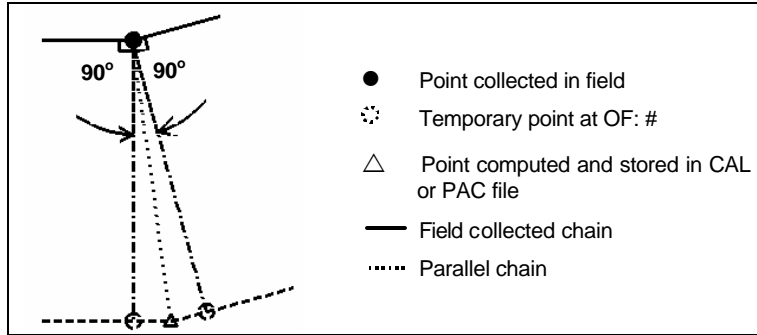 90° 90°
Point collected in field
Temporary point at OF: #
Point computed and stored in CAL
or PAC file
Field collected chain
Parallel chain